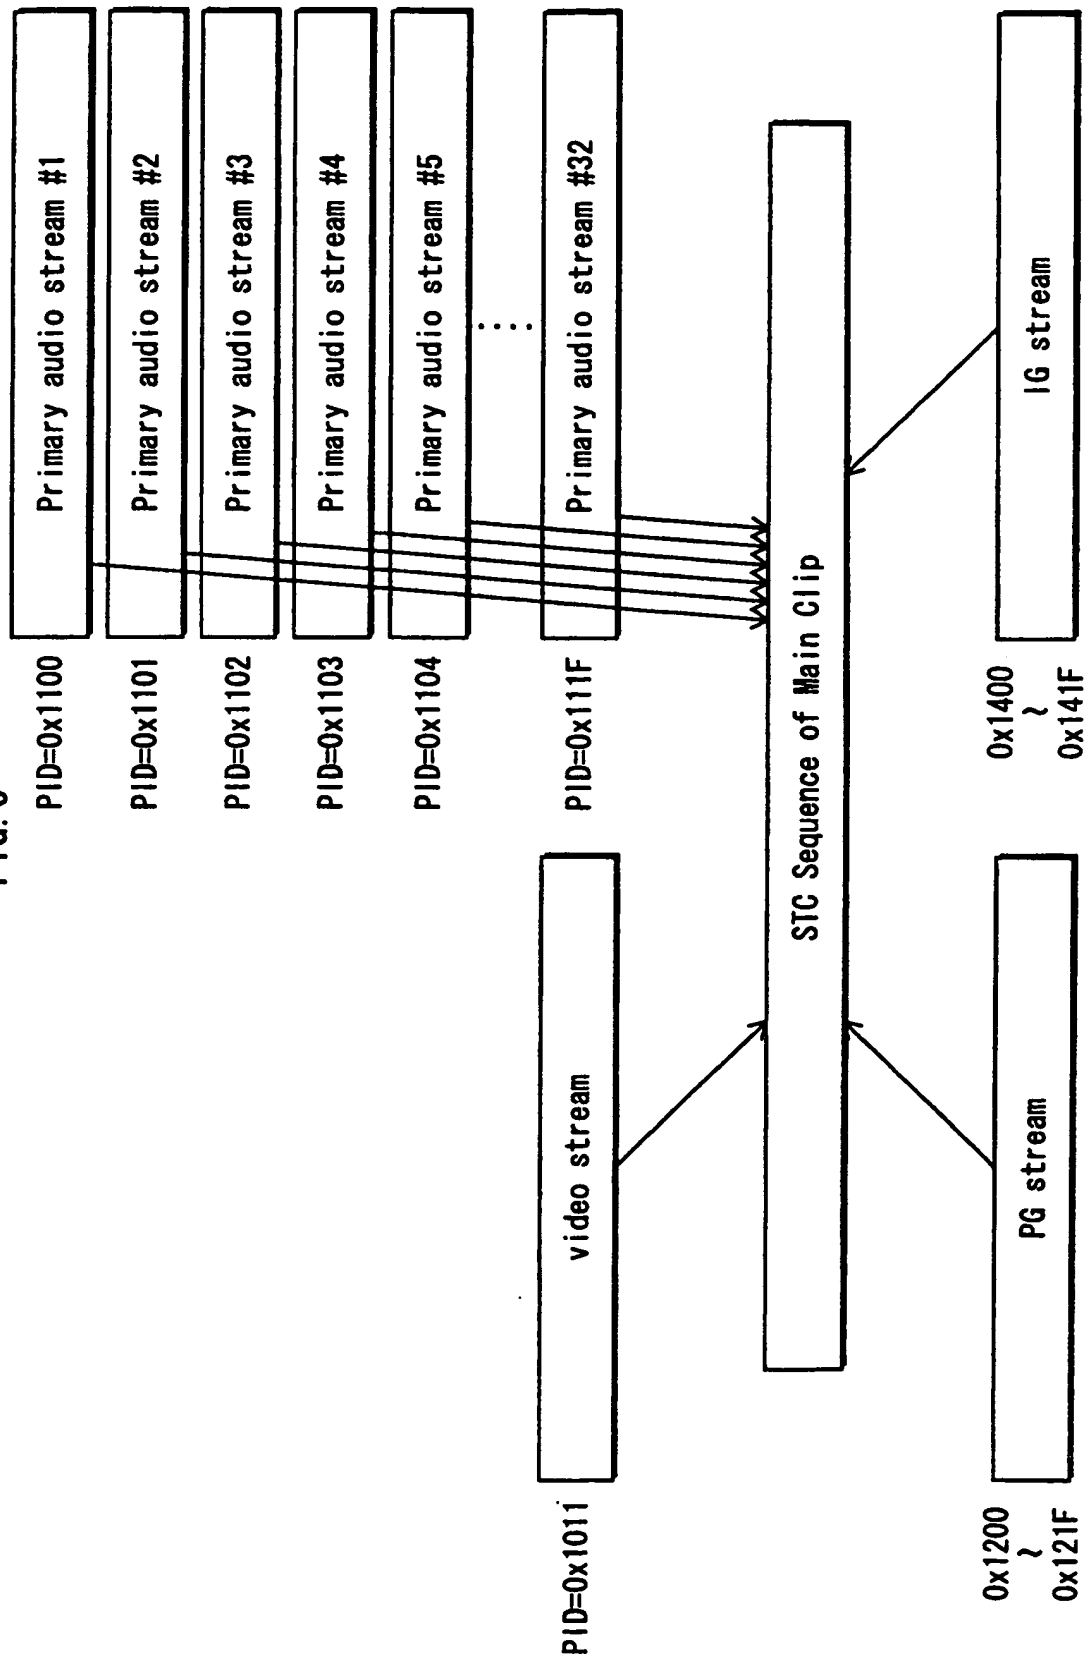 FIG.
PID=0x1100
Primary audio stream #1
PID=0x1101
Primary audio stream #2
PID=0x1102
Primary audio stream #3
PID=0x1103
Primary audio stream #4
PID=0x1104
Primary audio stream #5
PID=0x1011
video stream
PID=0x111F
Primary audio stream #32
STC Sequence of Main Clip
0x1200
~
0x121F
PG stream
0x1400
~
0x141F
IG stream